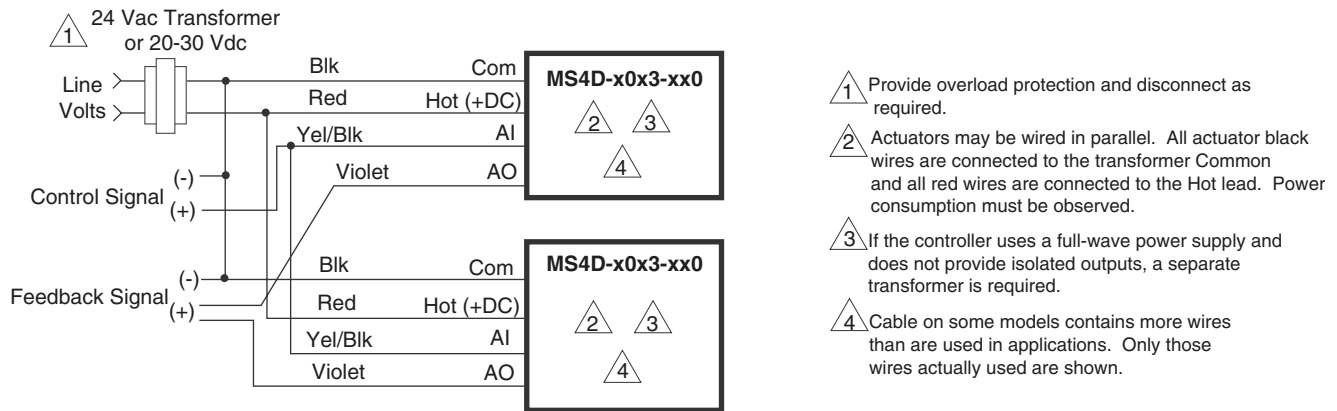 24 Vac Transformer
or 20-30 Vdc
1
Line
Volts
Blk
Com
Red
Hot (+DC)
Yel/Blk
AI
Violet
AO
MS4D-x0x3-xx0
2
3
4
Control Signal
(-)
(+)
Feedback Signal
(-)
(+)
Blk
Com
Red
Hot (+DC)
Yel/Blk
AI
Violet
AO
MS4D-x0x3-xx0
2
3
4
1 Provide overload protection and disconnect as
required.
2 Actuators may be wired in parallel. All actuator black
wires are connected to the transformer Common
and all red wires are connected to the Hot lead. Power
consumption must be observed.
3 If the controller uses a full-wave power supply and
does not provide isolated outputs, a separate
transformer is required.
4 Cable on some models contains more wires
than are used in applications. Only those
wires actually used are shown.